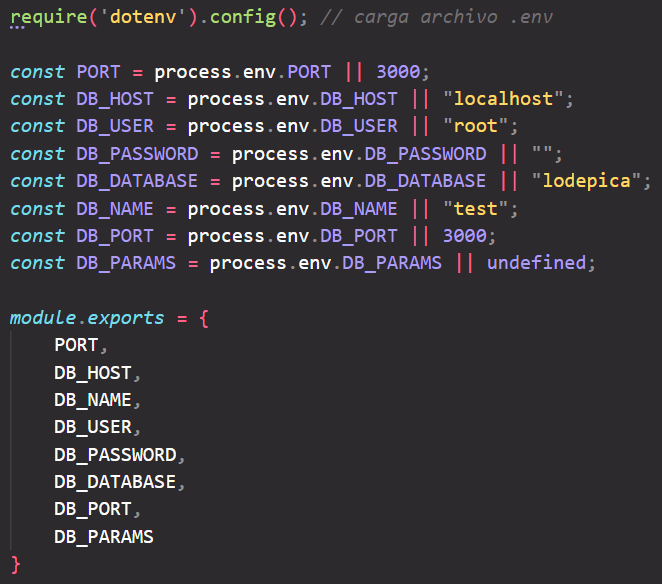 require('dotenv').config(); // carga archivo .env
const PORT = process.env.PORT || 3000;
const DB_HOST = process.env.DB_HOST || "localhost";
const DB_USER = process.env.DB_USER || "root";
const DB_PASSWORD = process.env.DB_PASSWORD || "";
const DB_DATABASE = process.env.DB_DATABASE || "lodepica";
const DB_NAME = process.env.DB_NAME || "test";
const DB_PORT = process.env.DB_PORT || 3000;
const DB_PARAMS = process.env.DB_PARAMS || undefined;
module.exports = {
    PORT,
    DB_HOST,
    DB_NAME,
    DB_USER,
    DB_PASSWORD,
    DB_DATABASE,
    DB_PORT,
    DB_PARAMS
}